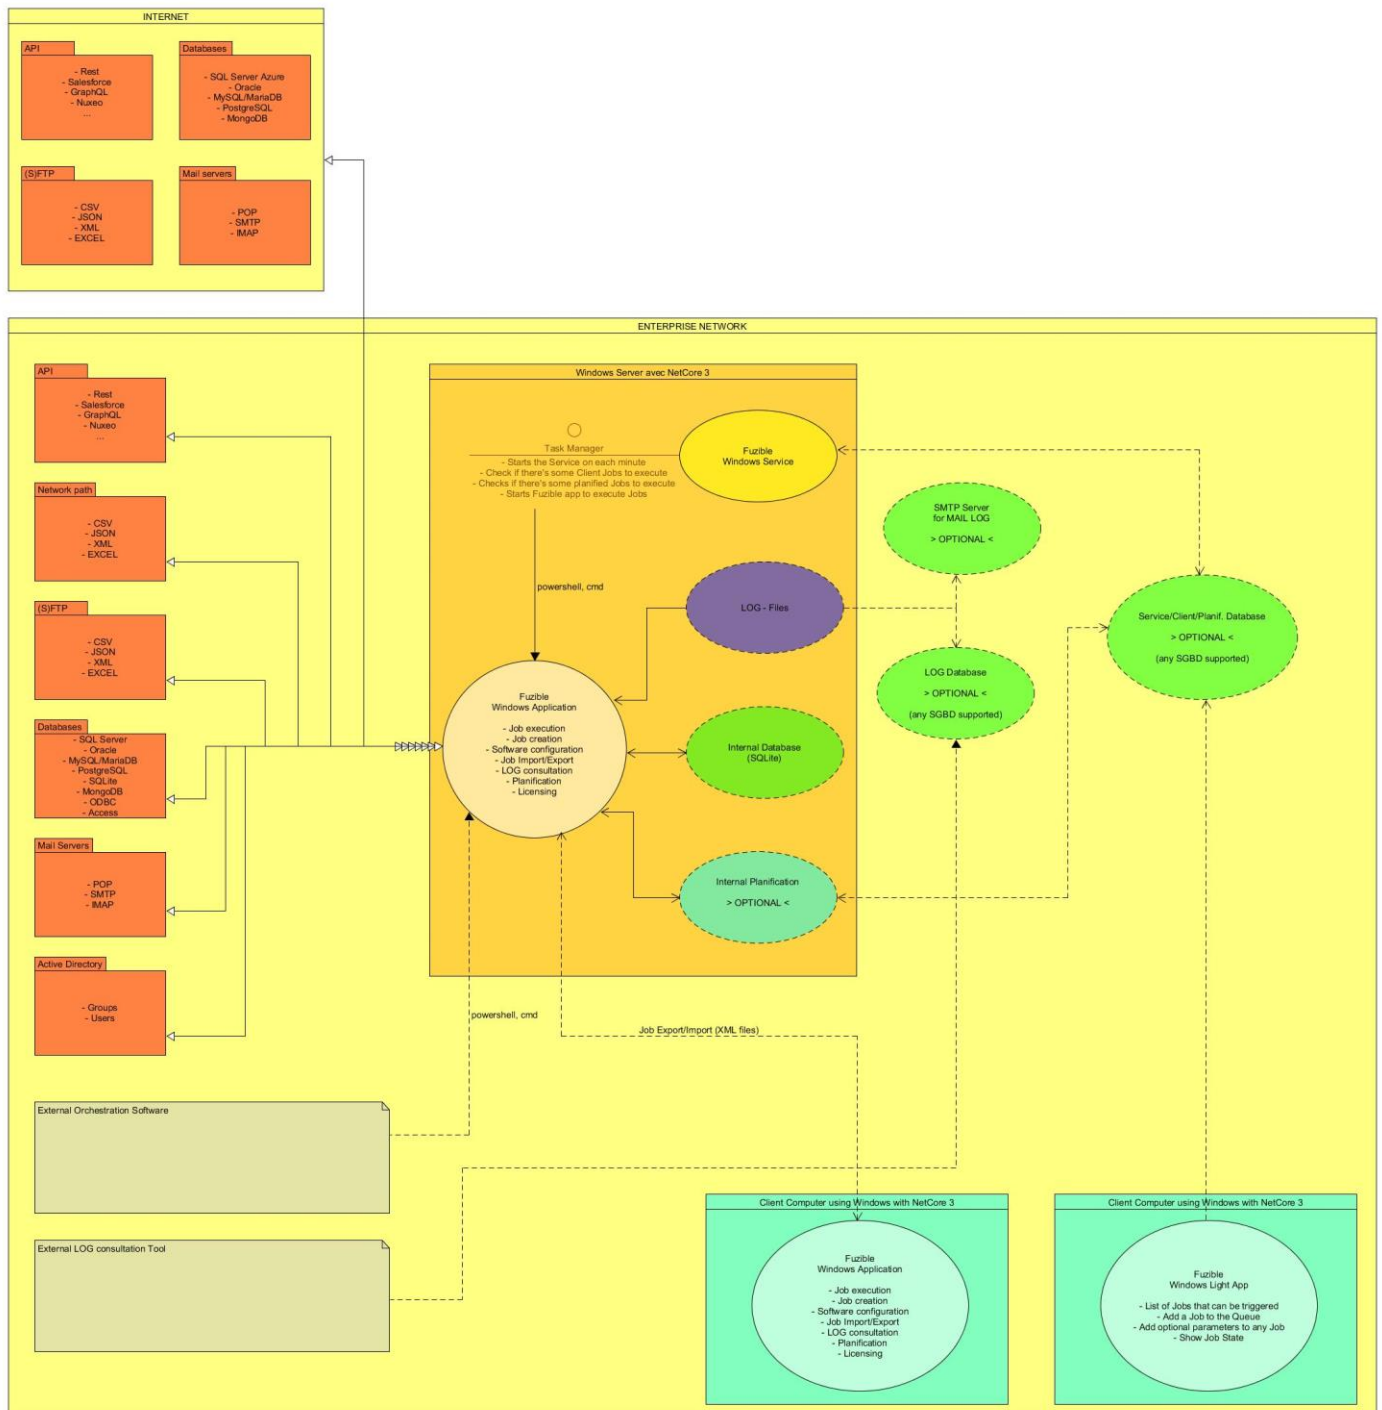 INTERNET
API
- Rest
- Salesforce
- GraphQL
- Nuxeo
...
Databases
- SQL Server Azure
- Oracle
- MySQL/MariaDB
- PostgreSQL
- MongoDB
(S)FTP
- CSV
- JSON
- XML
- EXCEL
Mail servers
- POP
- SMTP
- IMAP
ENTERPRISE NETWORK
API
- Rest
- Salesforce
- GraphQL
- Nuxeo
...
Network path
- CSV
- JSON
- XML
- EXCEL
(S)FTP
- CSV
- JSON
- XML
- EXCEL
Databases
- SQL Server
- Oracle
- MySQL/MariaDB
- PostgreSQL
- SQLite
- MongoDB
- ODBC
- Access
Mail Servers
- POP
- SMTP
- IMAP
Active Directory
- Groups
- Users
Windows Server avec NetCore 3
Task Manager
- Starts the Service on each minute
- Check if there's some Client Jobs to execute
- Checks if there's some planified Jobs to execute
- Starts Fuzible app to execute Jobs
Fuzible
Windows Service
powershell, cmd
LOG - Files
Fuzible
Windows Application
- Job execution
- Job creation
- Software configuration
- Job Import/Export
- LOG consultation
- Planification
- Licensing
Internal Database
(SQLite)
Internal Planification
> OPTIONAL <
SMTP Server
for MAIL LOG
> OPTIONAL <
LOG Database
> OPTIONAL <
(any SGBD supported)
Service/Client/Planif. Database
> OPTIONAL <
(any SGBD supported)
powershell, cmd
Job Export/Import (XML files)
External Orchestration Software
External LOG consultation Tool
Client Computer using Windows with NetCore 3
Fuzible
Windows Application
- Job execution
- Job creation
- Software configuration
- Job Import/Export
- LOG consultation
- Planification
- Licensing
Client Computer using Windows with NetCore 3
Fuzible
Windows Light App
- List of Jobs that can be triggered
- Add a Job to the Queue
- Add optional parameters to any Job
- Show Job State